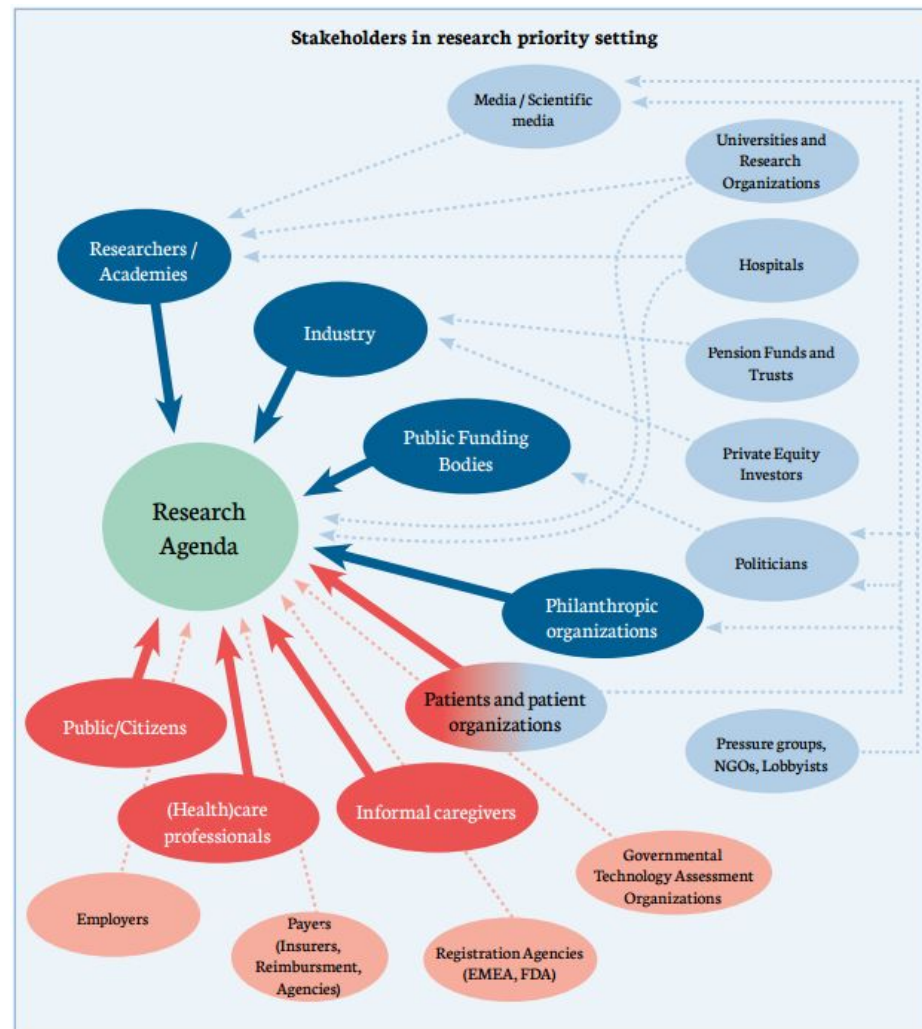 Stakeholders in research priority setting
Media / Scientific
media
Universities and
Research
Organizations
Researchers /
Academies
Hospitals
Industry
Pension Funds and
Trusts
Public Funding
Bodies
Private Equity
Investors
Research
Agenda
Politicians
Philanthropic
organizations
Patients and patient
organizations
Public/Citizens
Pressure groups,
NGOs, Lobbyists
(Health)care
professionals
Informal caregivers
Governmental
Technology Assessment
Organizations
Employers
Payers
(Insurers,
Reimbursment,
Agencies)
Registration Agencies
(EMEA, FDA)